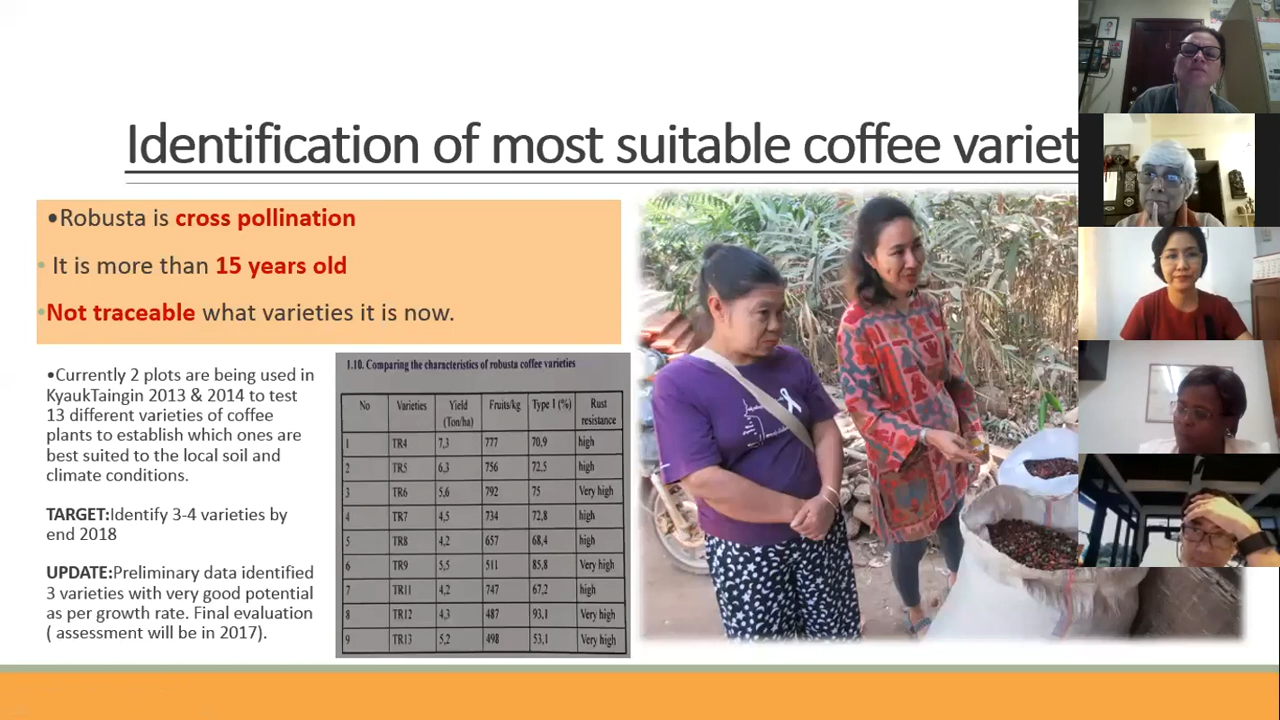 Identification of most suitable coffee variet
•Robusta is cross pollination
• It is more than 15 years old
•Not traceable what varieties it is now.
•Currently 2 plots are being used in
KyaukTaingin 2013 & 2014 to test
13 different varieties of coffee
plants to establish which ones are
best suited to the local soil and
climate conditions.
TARGET:Identify 3-4 varieties by
end 2018
UPDATE:Preliminary data identified
3 varieties with very good potential
as per growth rate. Final evaluation
( assessment will be in 2017).
1.10. Comparing the characteristics of robusta coffee varieties
No Varieties Yield (Ton/ha) Fruits/kg Type 1 (%) Rust resistance
1 TR4 7,3 777 70,9 high
2 TR5 6,3 756 72,5 high
3 TR6 5,6 792 75 Very high
4 TR7 4,5 734 72,8 high
5 TR8 4,2 657 68,4 high
6 TR9 5,5 511 85,8 Very high
7 TR11 4,2 747 67,2 high
8 TR12 4,3 487 93,1 Very high
9 TR13 5,2 498 53,1 Very high